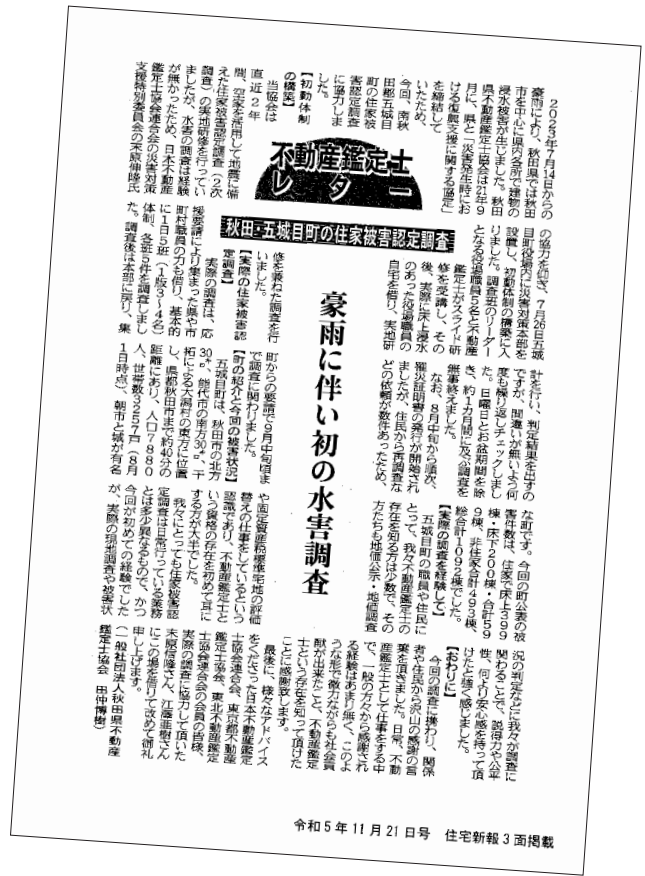 不動産鑑定士
レター
秋田・五城目町の住家被害認定調査
豪雨に伴い初の水害調査
2023年7月14日からの
豪雨により、秋田県では秋田
市を中心に県内各所で建物の
浸水被害が生じました。秋田
県不動産鑑定士協会は21年9
月に、県と「災害発生時にお
ける復興支援に関する協定」
を締結して
いたため、
今回、南秋
田郡五城目
町の住家被
害認定調査
に協力しま
した。
【初動体制
の構築】
当協会は
直近2年
間、空家を活用して地震に備
えた住家被害認定調査（2次
調査）の実地研修を行ってい
ましたが、水害の調査は経験
が無かったため、日本不動産
鑑定士協会連合会の災害対策
支援特別委員会の末原伸隆氏
の協力を仰ぎ、7月26日五城
目町役場内に災害対策本部を
設置し、初動体制の構築に入
りました。調査班のリーダー
となる役場職員5名と不動産
鑑定士がスライド研
修を受講し、その
後、実際に床上浸水
のあった役場職員の
自宅を借り、実地研
修を兼ねた調査を行
いました。
【実際の住家被害認
定調査】
実際の調査は、応
援要請により集まった県や市
町村職員の力も借り、基本的
に1日5班（1版3〜4名）
体制、各班5件を調査しまし
た。調査後は本部に戻り、集
計を行い、判定結果を出すの
ですが、間違いが無いよう何
度も繰り返しチェックしまし
た。日曜日とお盆期間を除
き、約1カ月間に及ぶ調査を
無事終えました。
なお、8月中旬から順次、
罹災証明書の発行が開始され
ましたが、住民から再調査な
どの依頼が数件あったため、
町からの要請で9月中旬頃ま
で調査に関わりました。
【町の紹介と今回の被害状況】
五城目町は、秋田市の北方
30㌔、能代市の南方30㌔、干
拓による大潟村の東方に位置
し、県都秋田市まで約40分の
距離にあり、人口7880
人、世帯数3257戸（8月
1日時点）、朝市と城が有名
な町です。今回の町公表の被
害件数は、住家で床上399
棟・床下200棟・合計59
9棟、非住家合計493棟、
総合計1092棟でした。
【実際の調査を経験して】
五城目町の職員や住民に
とって、我々不動産鑑定士の
存在を知る方は少数で、その
方たちも地価公示・地価調査
や固定資産税標準宅地の評価
替えの仕事をしているという
認識であり、不動産鑑定士と
いう資格の存在を初めて耳に
する方が大半でした。
我々にとっても住家被害認
定調査は日常行っている業務
とは多少異なるもので、かつ
今回が初めての経験でした
が、実際の現地調査や被害状
況の判定などに我々が調査に
関わることで、説得力や公平
性、何より安心感を持って頂
けたと強く感じました。
【おわりに】
今回の調査に携わり、関係
者や住民から沢山の感謝の言
葉を頂きました。日常、不動
産鑑定士として仕事をする中
で、一般の方々から感謝され
る経験はあまり無く、このよ
うな形で微力ながらも社会貢
献が出来たこと、不動産鑑定
士という存在を知って頂けた
ことに感謝致します。
最後に、様々なアドバイス
をくださった日本不動産鑑定
士協会連合会、東京都不動産
鑑定士協会、東北不動産鑑定
士協会連合会の会員の皆様、
実際の調査に協力して頂いた
末原信隆さん、江藤亜樹さん
にこの場を借りて改めて御礼
申し上げます。
（一般社団法人秋田県不動産
鑑定士協会　田仲博樹）
令和5年11月21日号　住宅新報3面掲載